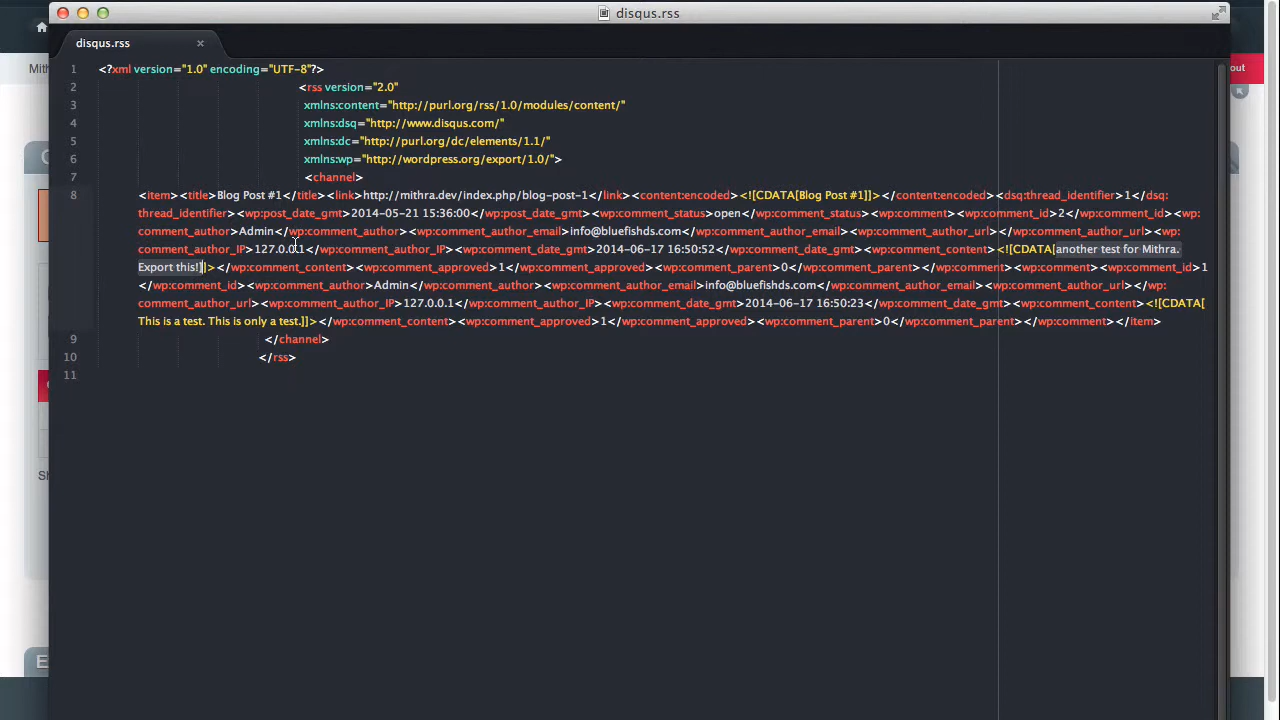 disqus.rss
disqus.rss
Mith
out
1 <?xml version="1.0" encoding="UTF-8"?>
2 <rss version="2.0"
3 xmlns:content="http://purl.org/rss/1.0/modules/content/"
4 xmlns:dsq="http://www.disqus.com/"
5 xmlns:dc="http://purl.org/dc/elements/1.1/"
6 xmlns:wp="http://wordpress.org/export/1.0/">
7 <channel>
8 <item><title>Blog Post #1</title><link>http://mithra.dev/index.php/blog-post-1</link><content:encoded><![CDATA[Blog Post #1]]></content:encoded><dsq:thread_identifier>1</dsq:
thread_identifier><wp:post_date_gmt>2014-05-21 15:36:00</wp:post_date_gmt><wp:comment_status>open</wp:comment_status><wp:comment><wp:comment_id>2</wp:comment_id><wp:
comment_author>Admin</wp:comment_author><wp:comment_author_email>info@bluefishds.com</wp:comment_author_email><wp:comment_author_url></wp:comment_author_url><wp:
comment_author_IP>127.0.0.1</wp:comment_author_IP><wp:comment_date_gmt>2014-06-17 16:50:52</wp:comment_date_gmt><wp:comment_content><![CDATA[another test for Mithra.
Export this!]]></wp:comment_content><wp:comment_approved>1</wp:comment_approved><wp:comment_parent>0</wp:comment_parent></wp:comment><wp:comment><wp:comment_id>1
</wp:comment_id><wp:comment_author>Admin</wp:comment_author><wp:comment_author_email>info@bluefishds.com</wp:comment_author_email><wp:comment_author_url></wp:
comment_author_url><wp:comment_author_IP>127.0.0.1</wp:comment_author_IP><wp:comment_date_gmt>2014-06-17 16:50:23</wp:comment_date_gmt><wp:comment_content><![CDATA[
This is a test. This is only a test.]]></wp:comment_content><wp:comment_approved>1</wp:comment_approved><wp:comment_parent>0</wp:comment_parent></wp:comment></item>
9 </channel>
10 </rss>
11
Sh
E